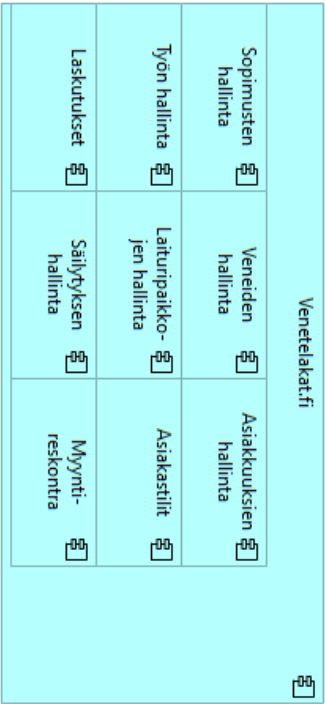 Venetelakat.fi
Sopimusten
hallinta
Veneiden
hallinta
Asiakkuuksien
hallinta
Työn hallinta
Laituripaikko-
jen hallinta
Asiakastilit
Laskutukset
Säilytyksen
hallinta
Myynti-
reskontra